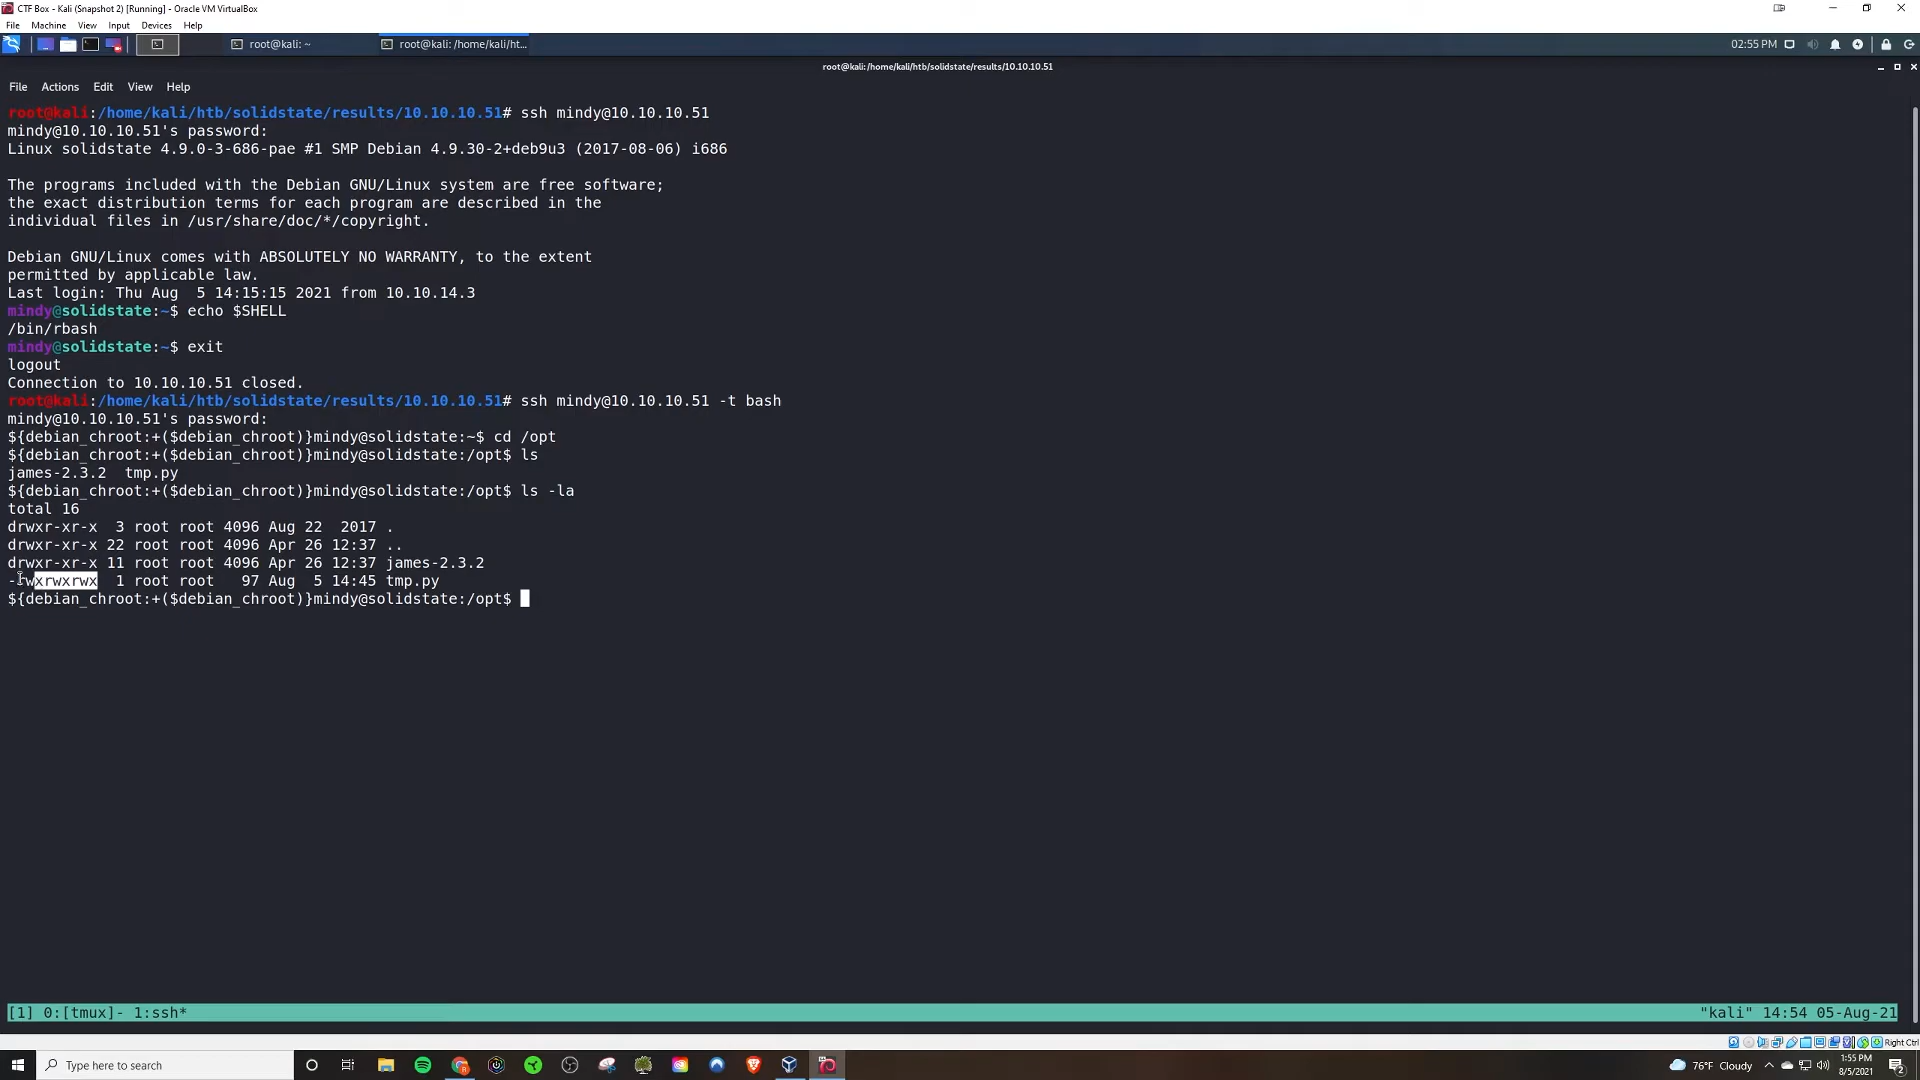 CTF Box - Kali (Snapshot 2) [Running] - Oracle VM VirtualBox
File Machine View Input Devices Help
root@kali: ~
root@kali: /home/kali/ht...
02:55 PM
root@kali:/home/kali/htb/solidstate/results/10.10.10.51
File Actions Edit View Help
root@kali:/home/kali/htb/solidstate/results/10.10.10.51# ssh mindy@10.10.10.51
mindy@10.10.10.51's password:
Linux solidstate 4.9.0-3-686-pae #1 SMP Debian 4.9.30-2+deb9u3 (2017-08-06) i686
The programs included with the Debian GNU/Linux system are free software;
the exact distribution terms for each program are described in the
individual files in /usr/share/doc/*/copyright.
Debian GNU/Linux comes with ABSOLUTELY NO WARRANTY, to the extent
permitted by applicable law.
Last login: Thu Aug  5 14:15:15 2021 from 10.10.14.3
mindy@solidstate:~$ echo $SHELL
/bin/rbash
mindy@solidstate:~$ exit
logout
Connection to 10.10.10.51 closed.
root@kali:/home/kali/htb/solidstate/results/10.10.10.51# ssh mindy@10.10.10.51 -t bash
mindy@10.10.10.51's password:
${debian_chroot:+($debian_chroot)}mindy@solidstate:~$ cd /opt
${debian_chroot:+($debian_chroot)}mindy@solidstate:/opt$ ls
james-2.3.2  tmp.py
${debian_chroot:+($debian_chroot)}mindy@solidstate:/opt$ ls -la
total 16
drwxr-xr-x  3 root root 4096 Aug 22  2017 .
drwxr-xr-x 22 root root 4096 Apr 26 12:37 ..
drwxr-xr-x 11 root root 4096 Apr 26 12:37 james-2.3.2
-rwxrwxrwx  1 root root   97 Aug  5 14:45 tmp.py
${debian_chroot:+($debian_chroot)}mindy@solidstate:/opt$
[1] 0:[tmux]- 1:ssh* "kali" 14:54 05-Aug-21
Right Ctrl
Type here to search
76°F Cloudy
1:55 PM
8/5/2021